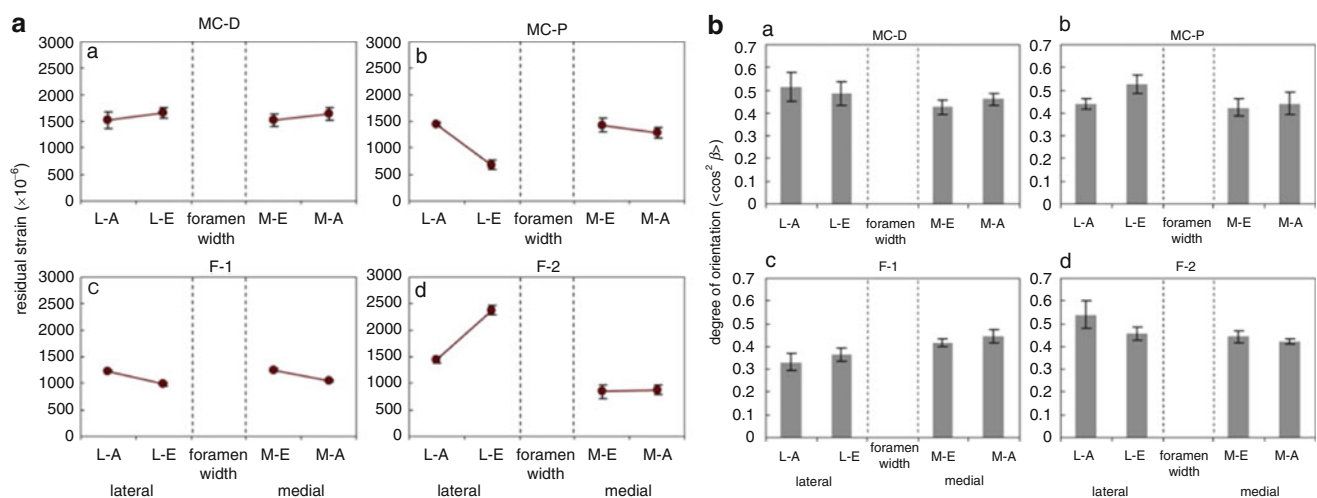 a
MC-D
MC-P
a
b
3000
2500
2000
1500
1000
500
0
3000
2500
2000
1500
1000
500
0
L-A L-E foramen width M-E M-A
L-A L-E foramen width M-E M-A
residual strain (×10⁻⁶)
F-1
F-2
c
d
3000
2500
2000
1500
1000
500
0
3000
2500
2000
1500
1000
500
0
L-A L-E foramen width M-E M-A
L-A L-E foramen width M-E M-A
lateral medial
lateral medial
b
a
b
MC-D
MC-P
0.7
0.6
0.5
0.4
0.3
0.2
0.1
0
0.7
0.6
0.5
0.4
0.5
0.2
0.1
0
L-A L-E foramen width M-E M-A
L-A L-E foramen width M-E M-A
degree of orientation (<cos² β>)
c
d
F-1
F-2
0.7
0.6
0.5
0.4
0.3
0.2
0.1
0
0.7
0.6
0.5
0.4
0.3
0.2
0.1
0
L-A L-E foramen width M-E M-A
L-A L-E foramen width M-E M-A
lateral medial
lateral medial